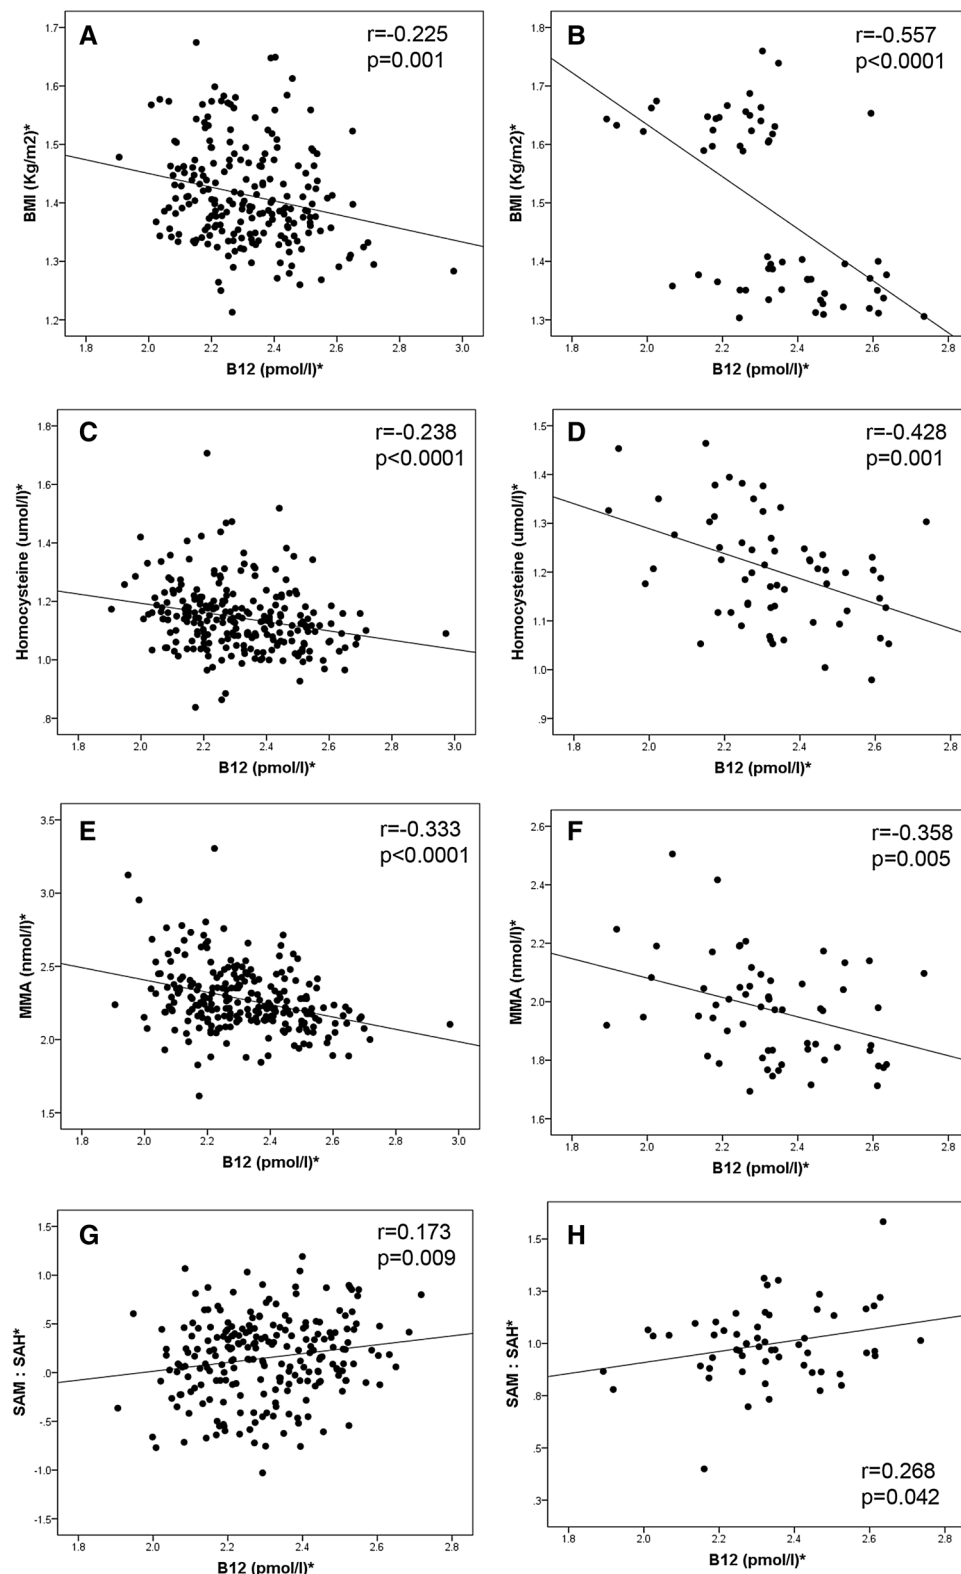 A
r=-0.225
p=0.001
BMI (Kg/m2)*
1.7
1.6
1.5
1.4
1.3
1.2
1.8 2.0 2.2 2.4 2.6 2.8 3.0
B12 (pmol/l)*
B
r=-0.557
p<0.0001
BMI (Kg/m2)*
1.8
1.7
1.6
1.5
1.4
1.3
1.8 2.0 2.2 2.4 2.6 2.8
B12 (pmol/l)*
C
r=-0.238
p<0.0001
Homocysteine (umol/l)*
1.8
1.6
1.4
1.2
1.0
.8
1.8 2.0 2.2 2.4 2.6 2.8 3.0
B12 (pmol/l)*
D
r=-0.428
p=0.001
Homocysteine (umol/l)*
1.5
1.4
1.3
1.2
1.1
1.0
.9
1.8 2.0 2.2 2.4 2.6 2.8
B12 (pmol/l)*
E
r=-0.333
p<0.0001
MMA (nmol/l)*
3.5
3.0
2.5
2.0
1.5
1.8 2.0 2.2 2.4 2.6 2.8 3.0
B12 (pmol/l)*
F
r=-0.358
p=0.005
MMA (nmol/l)*
2.6
2.4
2.2
2.0
1.8
1.6
1.8 2.0 2.2 2.4 2.6 2.8
B12 (pmol/l)*
G
r=0.173
p=0.009
SAM : SAH*
1.5
1.0
.5
.0
-.5
-1.0
-1.5
1.8 2.0 2.2 2.4 2.6 2.8
B12 (pmol/l)*
H
SAM : SAH*
1.5
1.3
1.0
.8
.5
.3
r=0.268
p=0.042
1.8 2.0 2.2 2.4 2.6 2.8
B12 (pmol/l)*